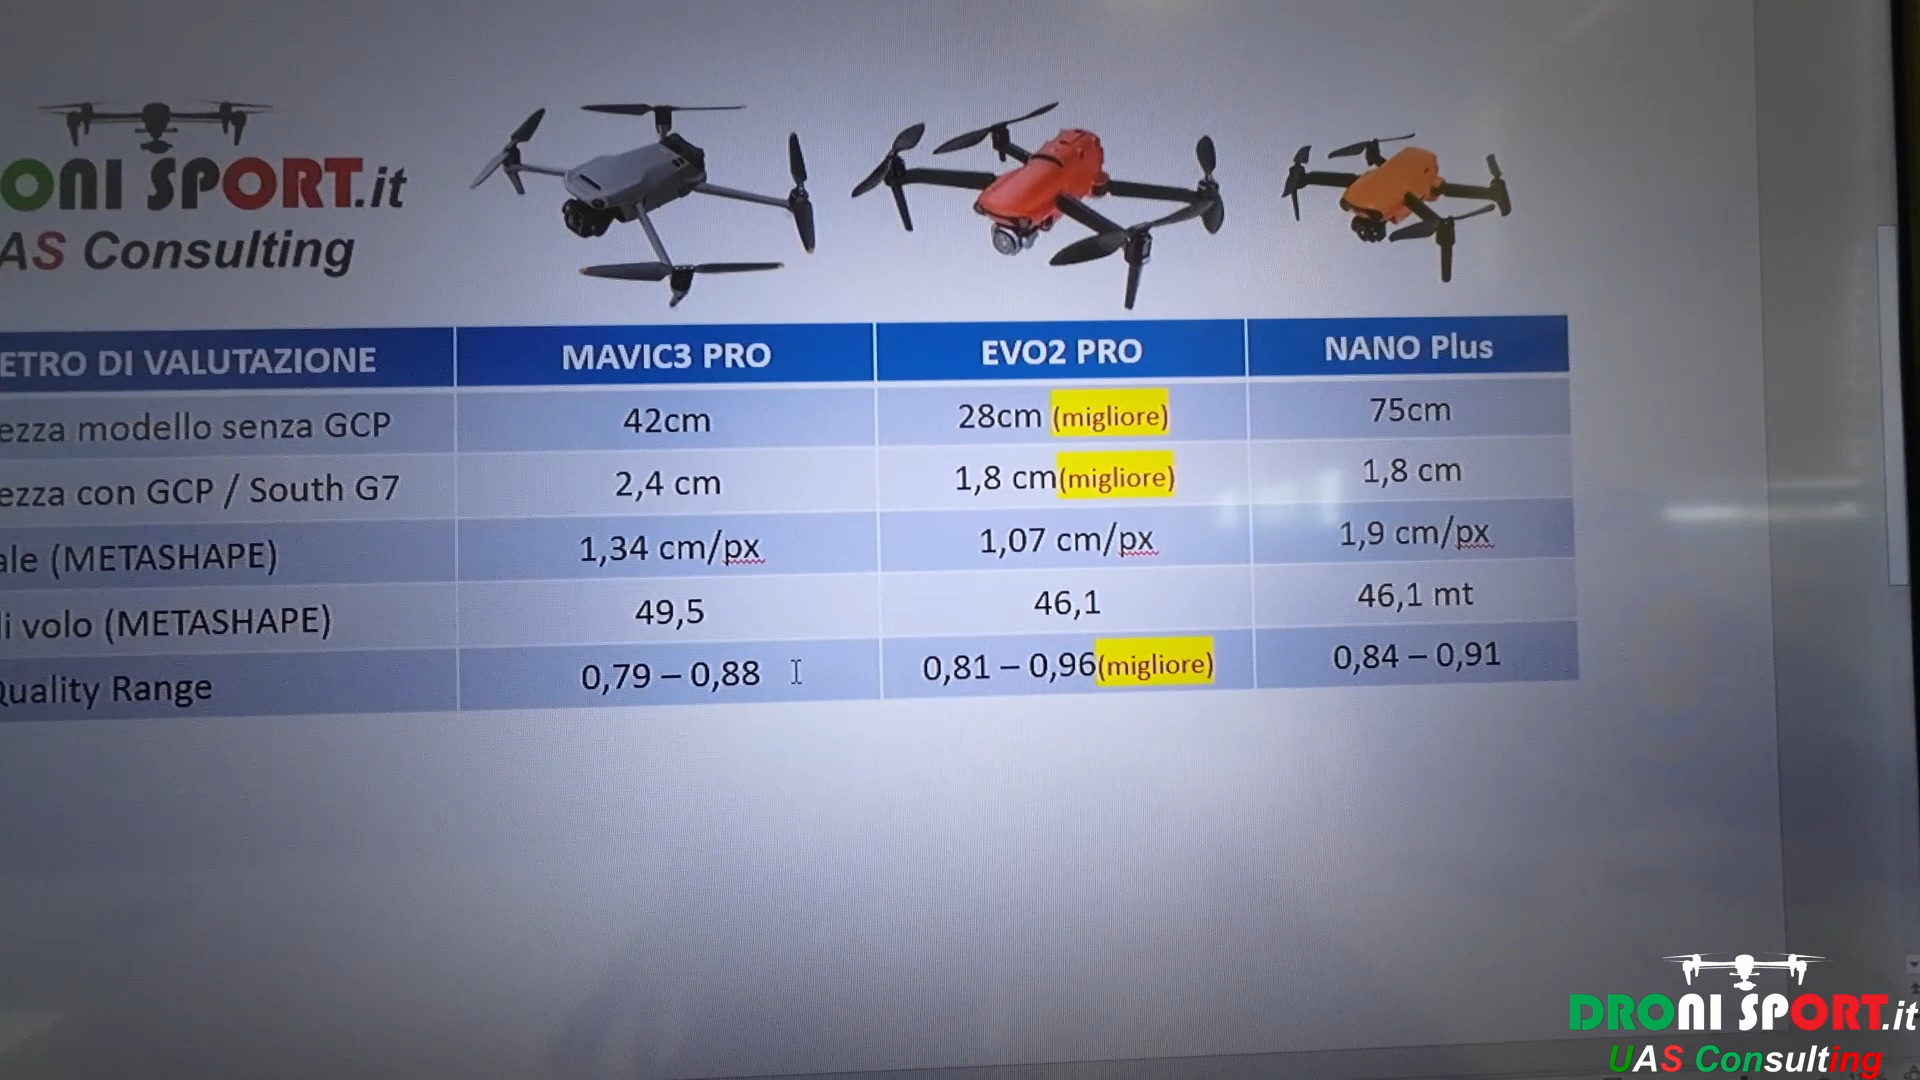 ONI SPORT.it
AS Consulting
ETRO DI VALUTAZIONE MAVIC3 PRO EVO2 PRO NANO Plus
ezza modello senza GCP 42cm 28cm (migliore) 75cm
ezza con GCP / South G7 2,4 cm 1,8 cm(migliore) 1,8 cm
ale (METASHAPE) 1,34 cm/px 1,07 cm/px 1,9 cm/px
li volo (METASHAPE) 49,5 46,1 46,1 mt
Quality Range 0,79 – 0,88 0,81 – 0,96(migliore) 0,84 – 0,91
DRONI SPORT.it
UAS Consulting